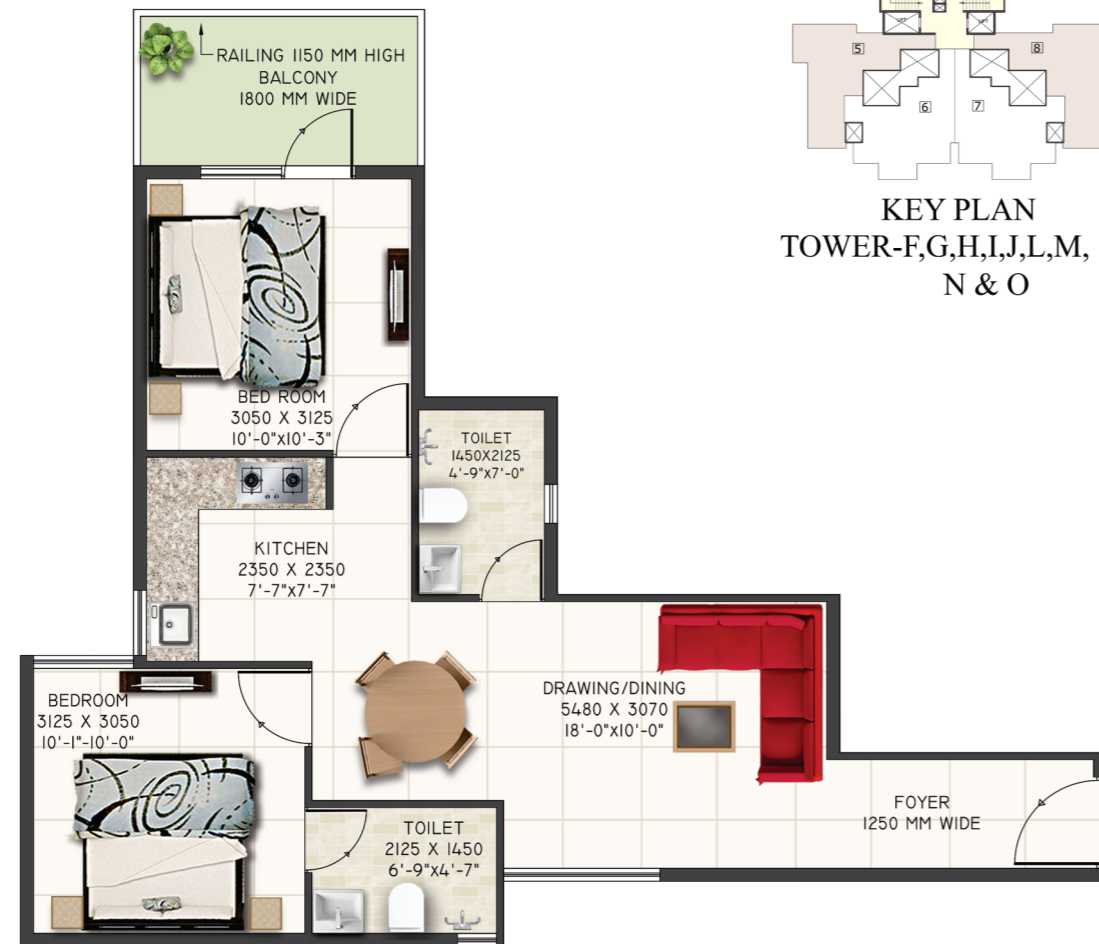 RAILING 1150 MM HIGH
BALCONY
1800 MM WIDE
LIFT
LIFT
5
8
6
7
KEY PLAN
TOWER-F,G,H,I,J,L,M,
N & O
BED ROOM
3050 X 3125
10'-0"x10'-3"
TOILET
1450X2125
4'-9"x7'-0"
KITCHEN
2350 X 2350
7'-7"x7'-7"
BEDROOM
3125 X 3050
10'-1"-10'-0"
DRAWING/DINING
5480 X 3070
18'-0"x10'-0"
FOYER
1250 MM WIDE
TOILET
2125 X 1450
6'-9"x4'-7"